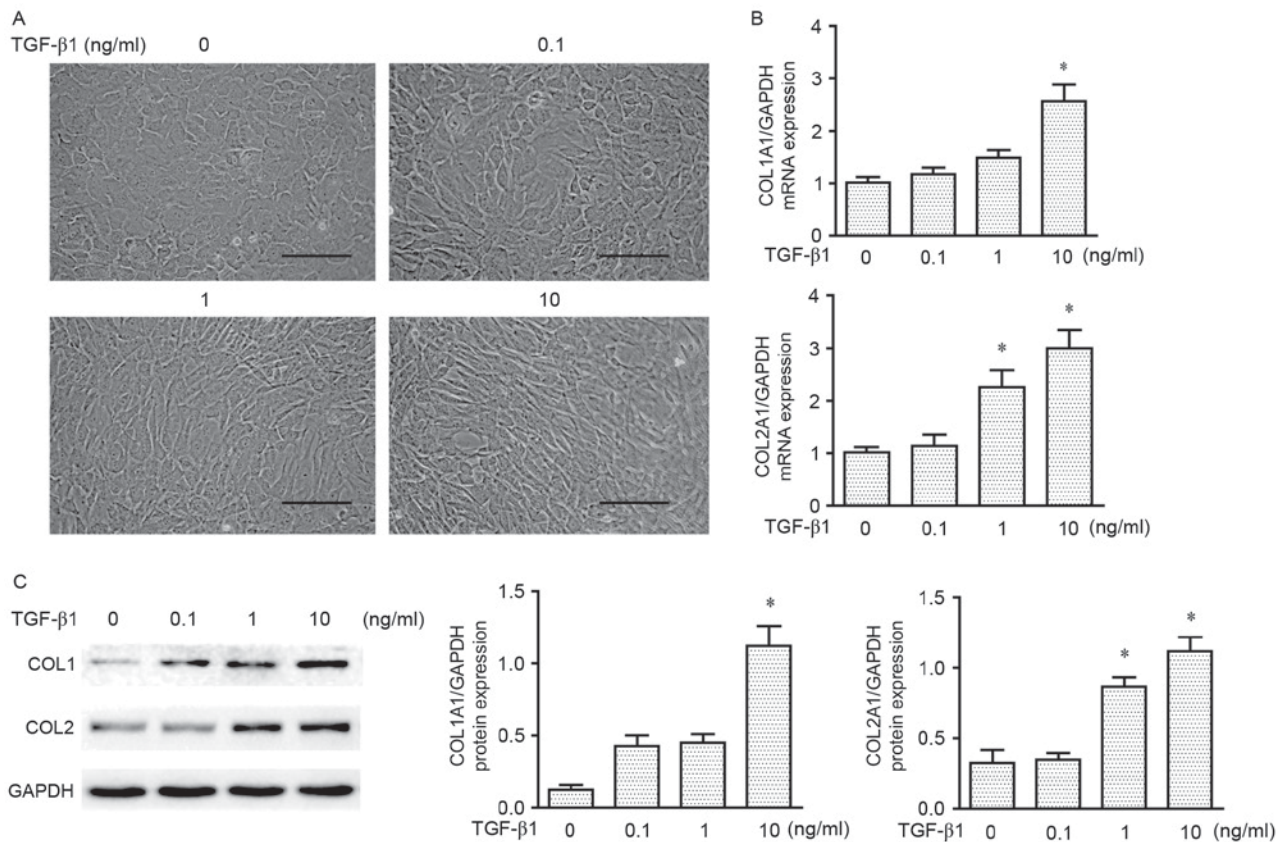 A
TGF-β1 (ng/ml)
0
0.1
1
10
B
COL1A1/GAPDH
mRNA expression
4
3
2
1
0
*
TGF-β1
0
0.1
1
10
(ng/ml)
COL2A1/GAPDH
mRNA expression
4
3
2
1
0
*
*
TGF-β1
0
0.1
1
10
(ng/ml)
C
TGF-β1
0
0.1
1
10
(ng/ml)
COL1
COL2
GAPDH
COL1A1/GAPDH
protein expression
1.5
1.0
0.5
0.0
*
TGF-β1
0
0.1
1
10
(ng/ml)
COL2A1/GAPDH
protein expression
1.5
1.0
0.5
0.0
*
*
TGF-β1
0
0.1
1
10
(ng/ml)